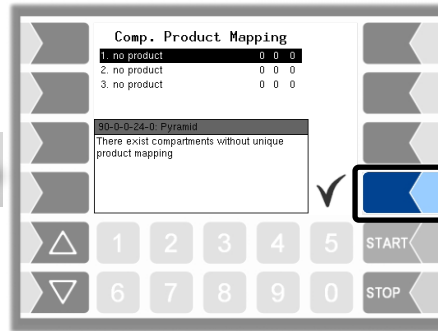 Comp. Product Mapping
1. no product 0 0 0
2. no product 0 0 0
3. no product 0 0 0
90-0-0-24-0: Pyramid
There exist compartments without unique
product mapping
1 2 3 4 5 START
6 7 8 9 0 STOP